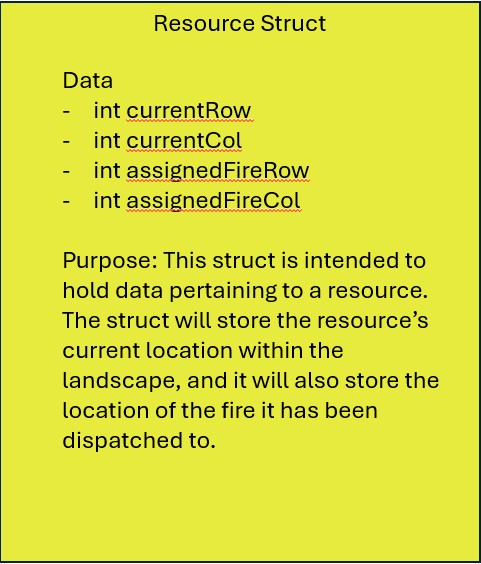 Resource Struct
Data
- int currentRow
- int currentCol
- int assignedFireRow
- int assignedFireCol
Purpose: This struct is intended to
hold data pertaining to a resource.
The struct will store the resource’s
current location within the
landscape, and it will also store the
location of the fire it has been
dispatched to.